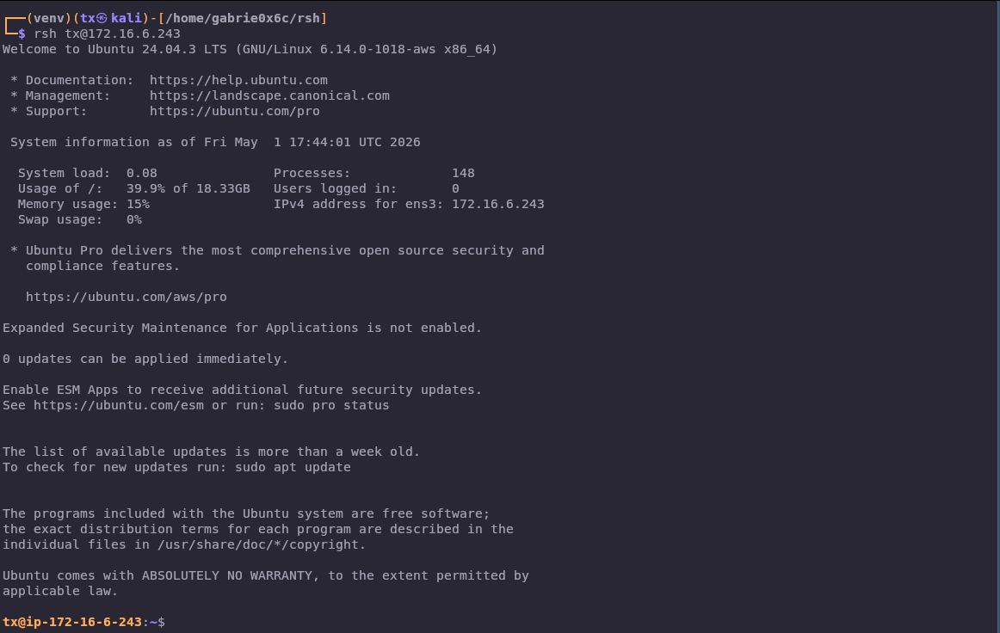 ┌──(venv)(tx㉿kali)-[/home/gabrie0x6c/rsh]
└─$ rsh tx@172.16.6.243
Welcome to Ubuntu 24.04.3 LTS (GNU/Linux 6.14.0-1018-aws x86_64)

 * Documentation:  https://help.ubuntu.com
 * Management:     https://landscape.canonical.com
 * Support:        https://ubuntu.com/pro

 System information as of Fri May  1 17:44:01 UTC 2026

  System load:  0.08               Processes:             148
  Usage of /:   39.9% of 18.33GB   Users logged in:       0
  Memory usage: 15%                IPv4 address for ens3: 172.16.6.243
  Swap usage:   0%

 * Ubuntu Pro delivers the most comprehensive open source security and
   compliance features.

   https://ubuntu.com/aws/pro

Expanded Security Maintenance for Applications is not enabled.

0 updates can be applied immediately.

Enable ESM Apps to receive additional future security updates.
See https://ubuntu.com/esm or run: sudo pro status


The list of available updates is more than a week old.
To check for new updates run: sudo apt update


The programs included with the Ubuntu system are free software;
the exact distribution terms for each program are described in the
individual files in /usr/share/doc/*/copyright.

Ubuntu comes with ABSOLUTELY NO WARRANTY, to the extent permitted by
applicable law.

tx@ip-172-16-6-243:~$